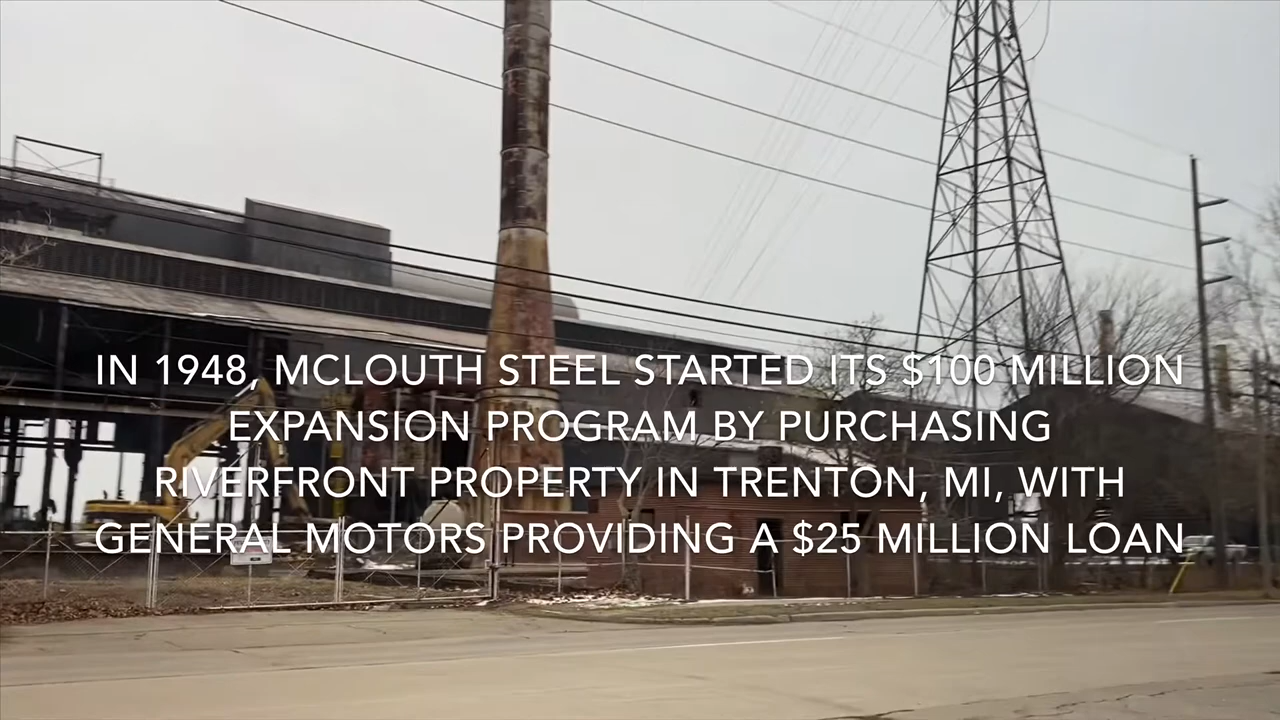 IN 1948, MCLOUTH STEEL STARTED ITS $100 MILLION
EXPANSION PROGRAM BY PURCHASING
RIVERFRONT PROPERTY IN TRENTON, MI, WITH
GENERAL MOTORS PROVIDING A $25 MILLION LOAN